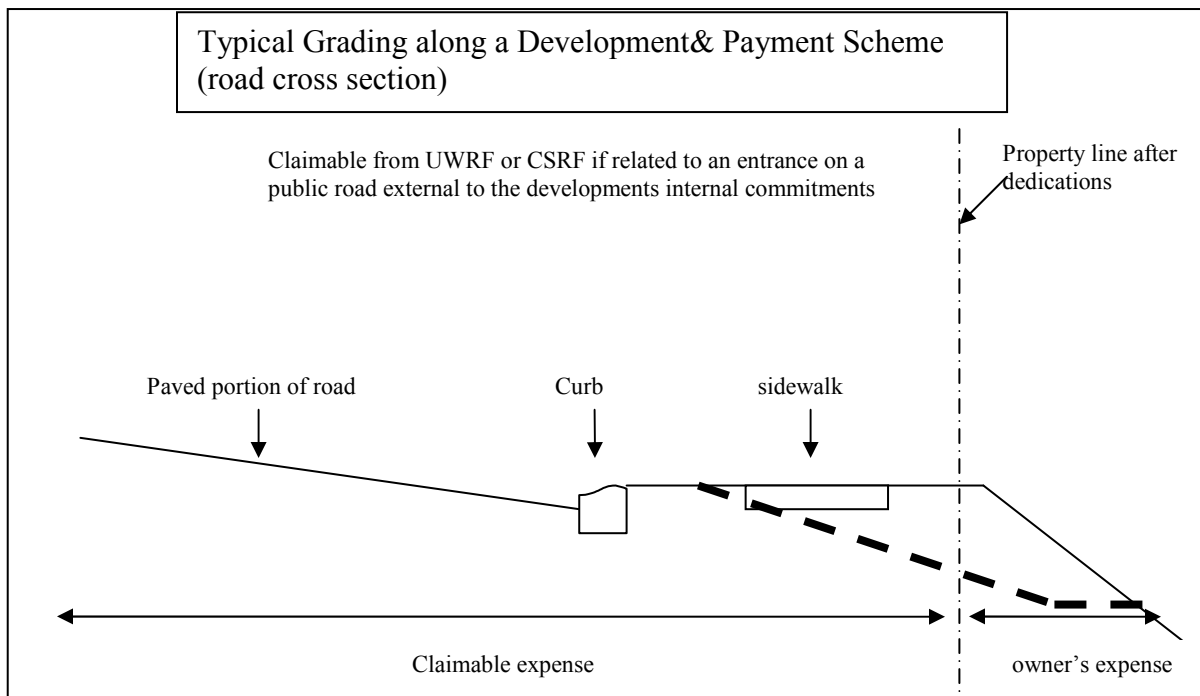 Typical Grading along a Development& Payment Scheme
(road cross section)
Claimable from UWRF or CSRF if related to an entrance on a
public road external to the developments internal commitments
Property line after
dedications
Paved portion of road
Curb
sidewalk
Claimable expense
owner’s expense